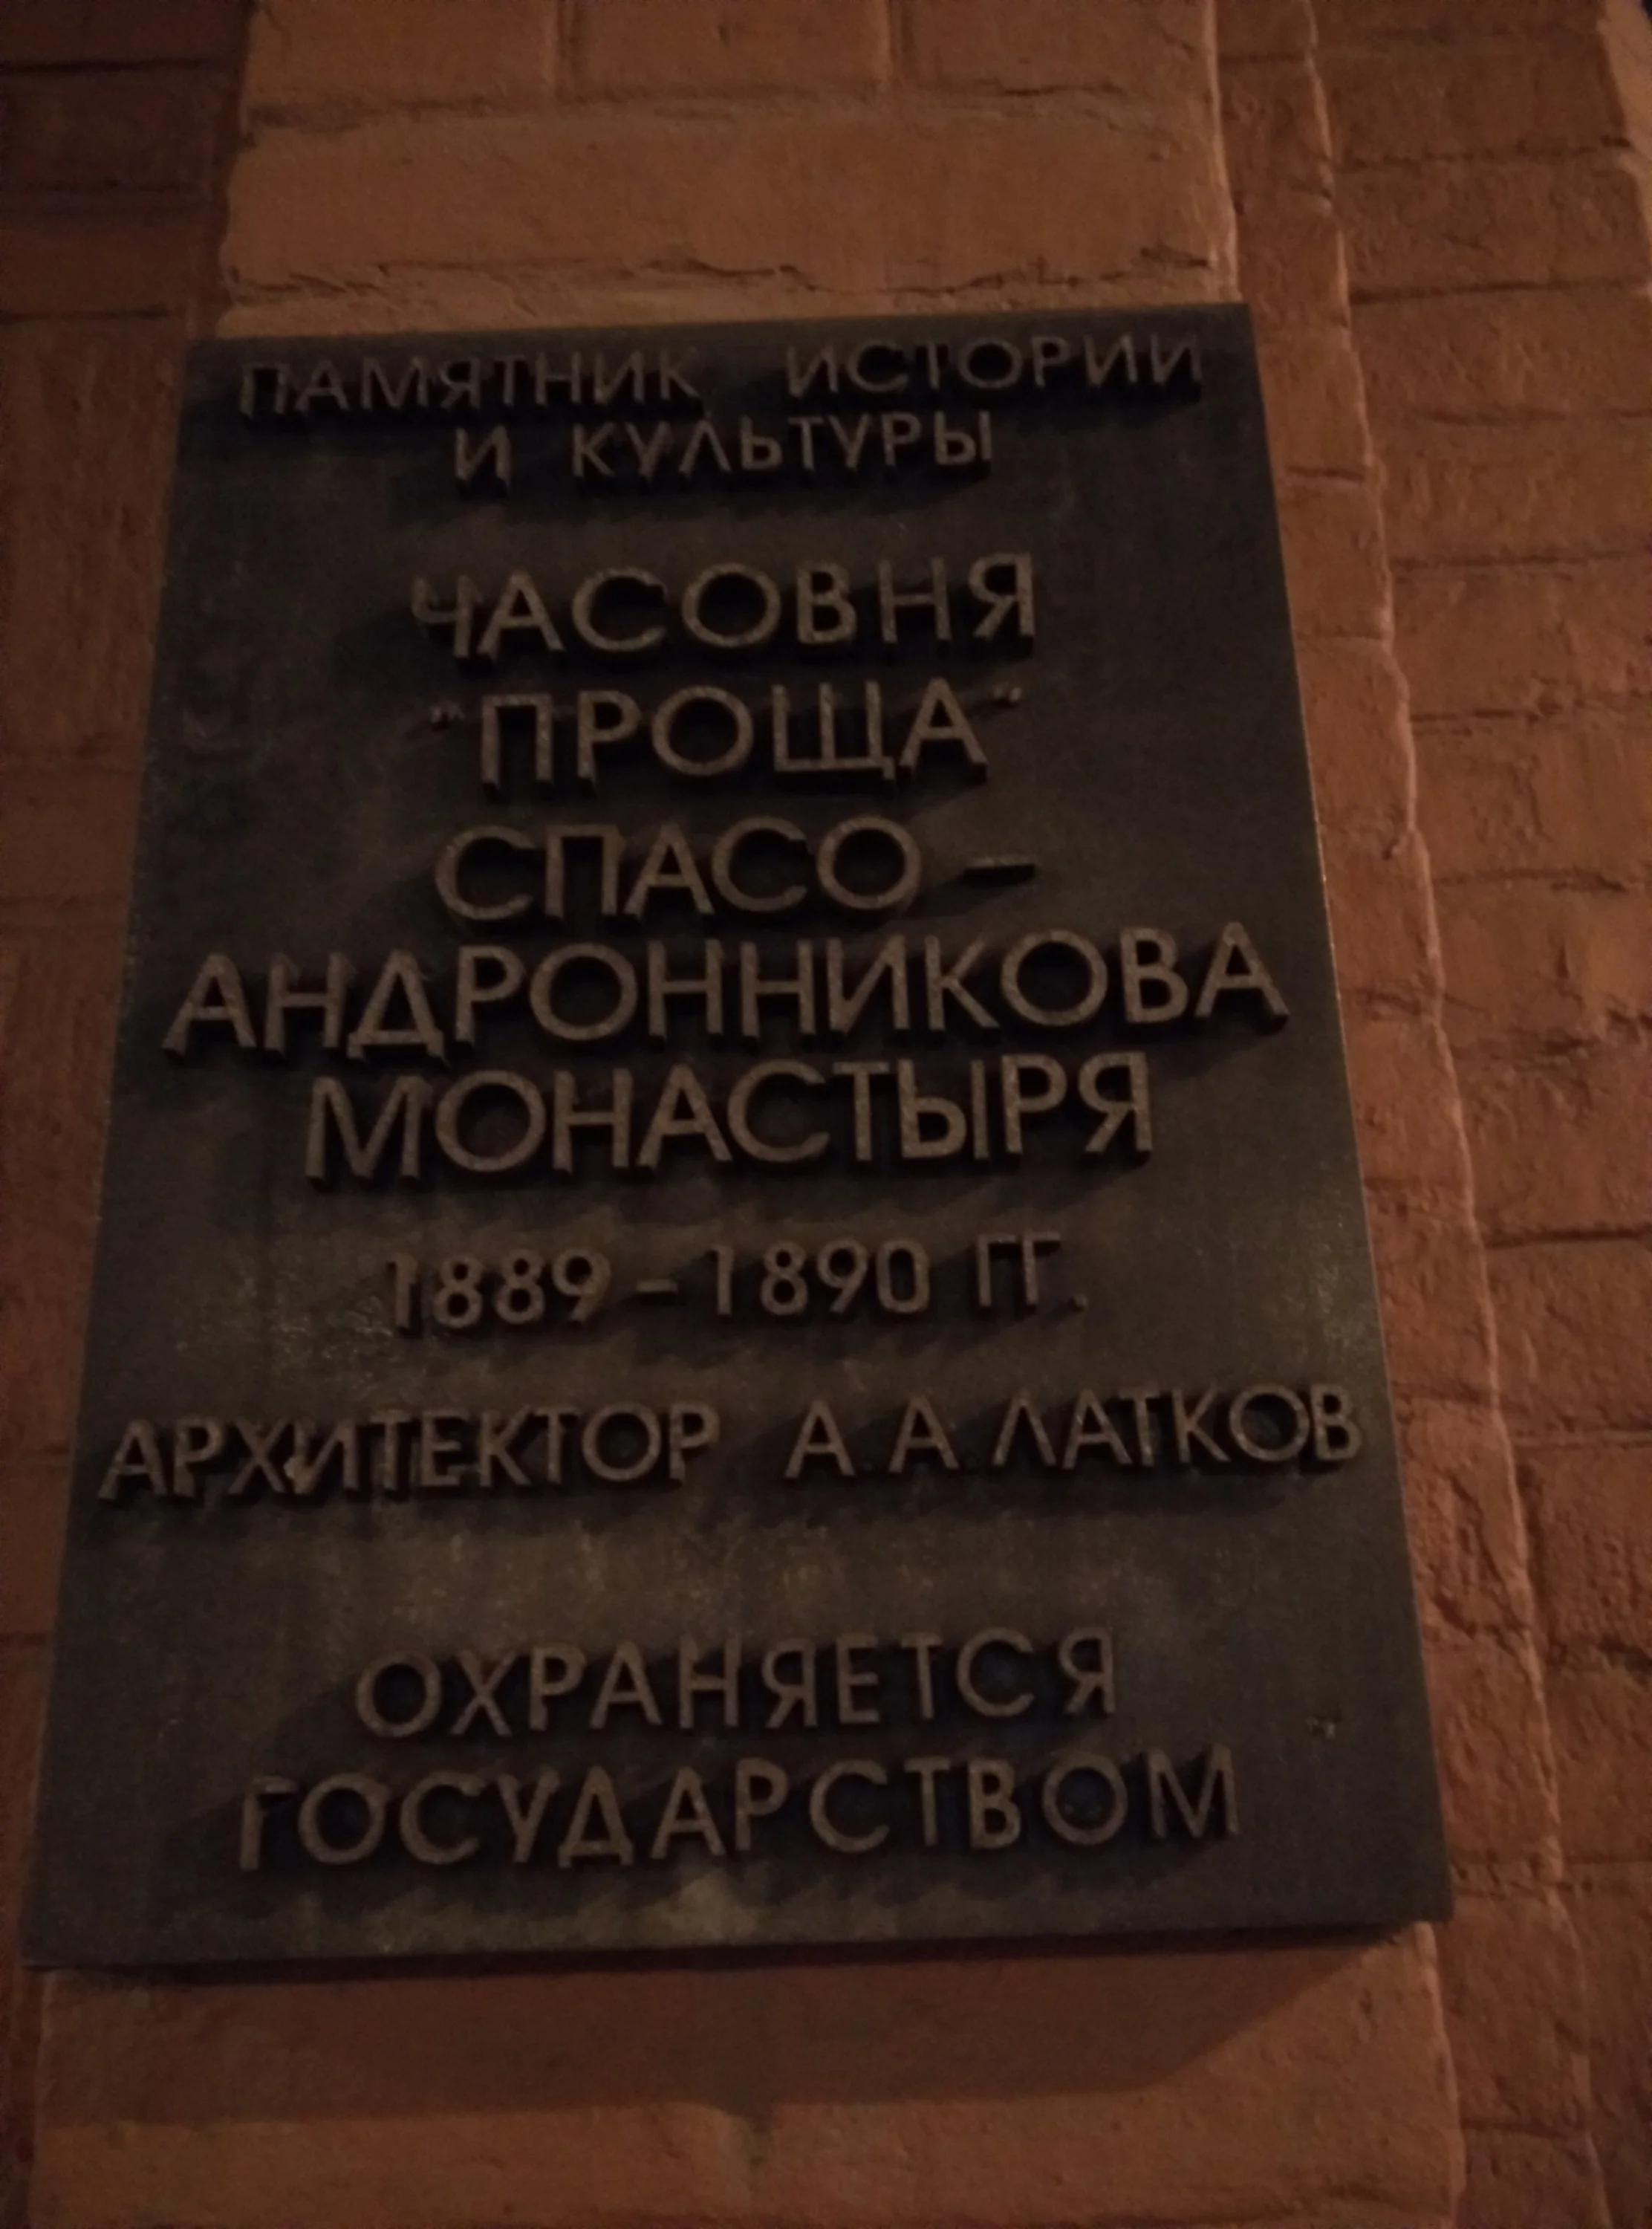 ПАМЯТНИК ИСТОРИИ
И КУЛЬТУРЫ
ЧАСОВНЯ
"ПРОЩА"
СПАСО -
АНДРОННИКОВА
МОНАСТЫРЯ
1889 - 1890 ГГ.
АРХИТЕКТОР А.А.ЛАТКОВ
ОХРАНЯЕТСЯ
ГОСУДАРСТВОМ